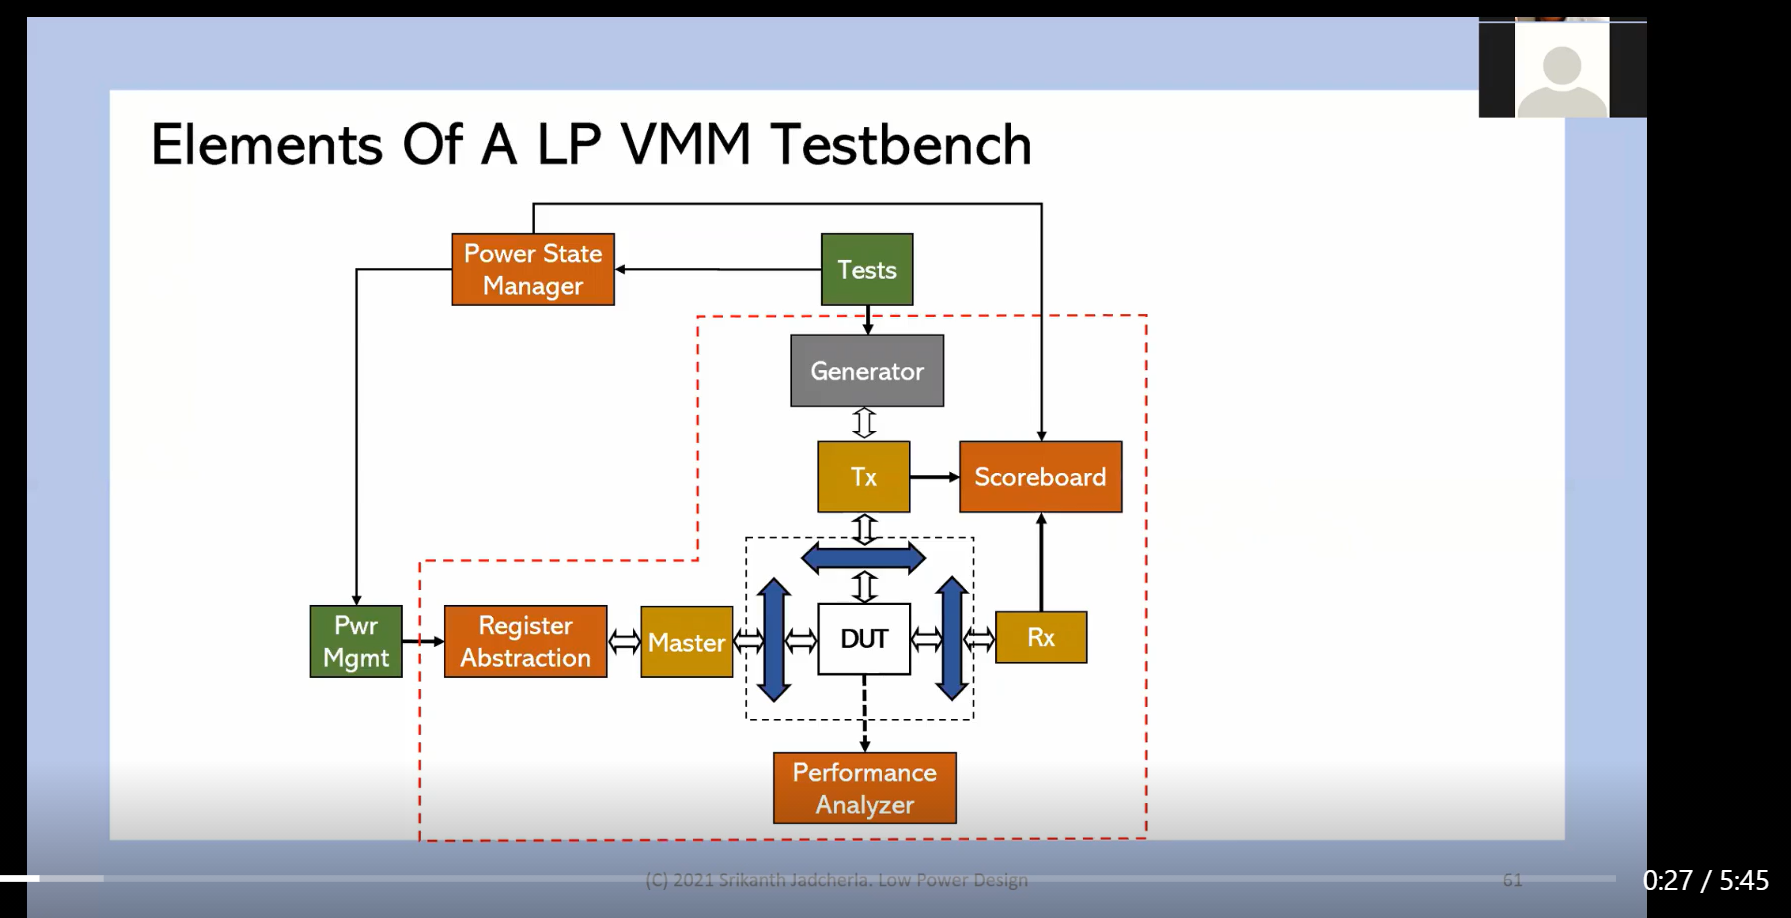 Elements Of A LP VMM Testbench
Power State
Manager
Tests
Generator
Tx
Scoreboard
Pwr
Mgmt
Register
Abstraction
Master
DUT
Rx
Performance
Analyzer
(C) 2021 Srikanth Jadcherla. Low Power Design
61
0:27 / 5:45